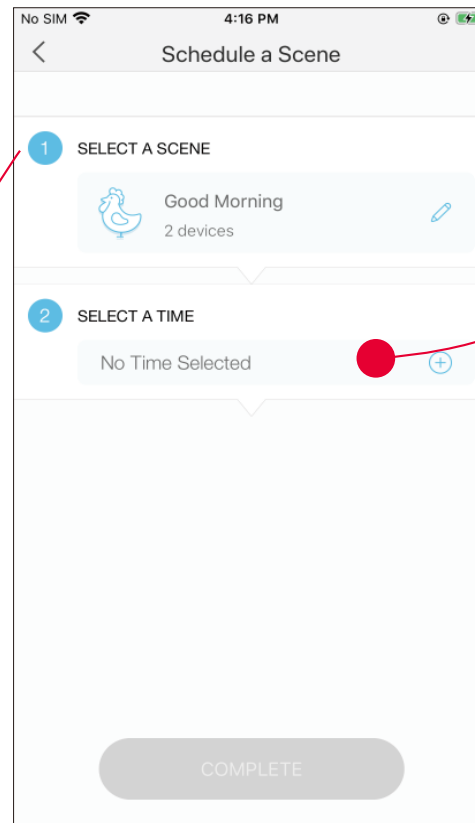 No SIM 4:16 PM
Schedule a Scene
1 SELECT A SCENE
Good Morning
2 devices
2 SELECT A TIME
No Time Selected
COMPLETE